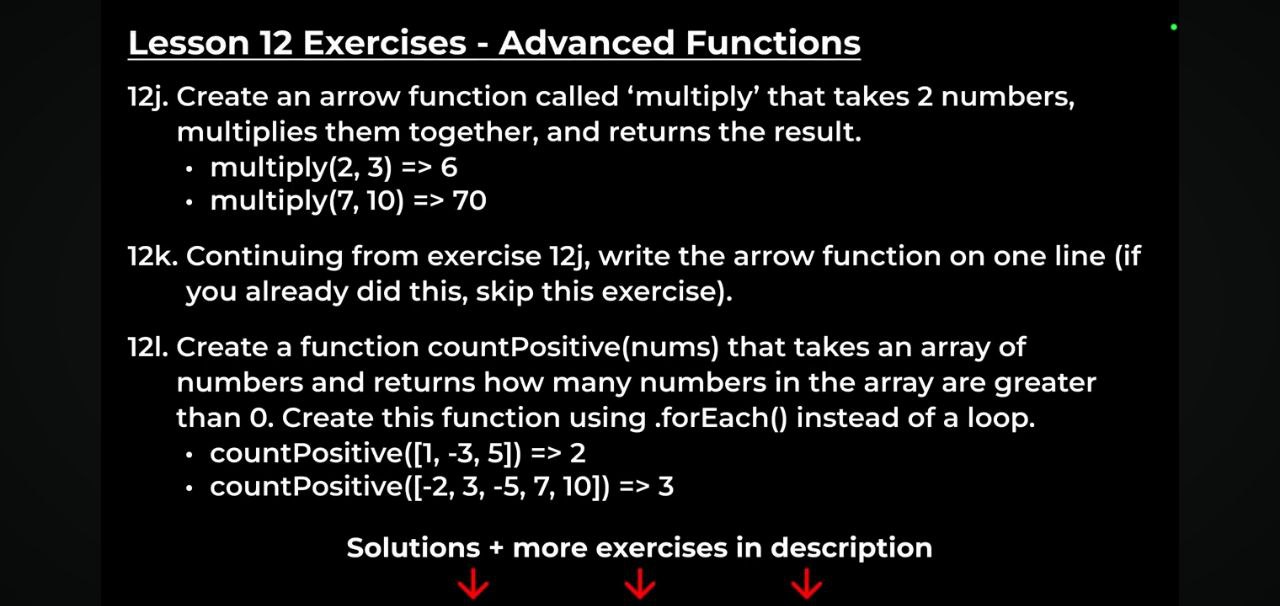 Lesson 12 Exercises - Advanced Functions
12j. Create an arrow function called ‘multiply’ that takes 2 numbers,
multiplies them together, and returns the result.
• multiply(2, 3) => 6
• multiply(7, 10) => 70
12k. Continuing from exercise 12j, write the arrow function on one line (if
you already did this, skip this exercise).
12l. Create a function countPositive(nums) that takes an array of
numbers and returns how many numbers in the array are greater
than 0. Create this function using .forEach() instead of a loop.
• countPositive([1, -3, 5]) => 2
• countPositive([-2, 3, -5, 7, 10]) => 3
Solutions + more exercises in description